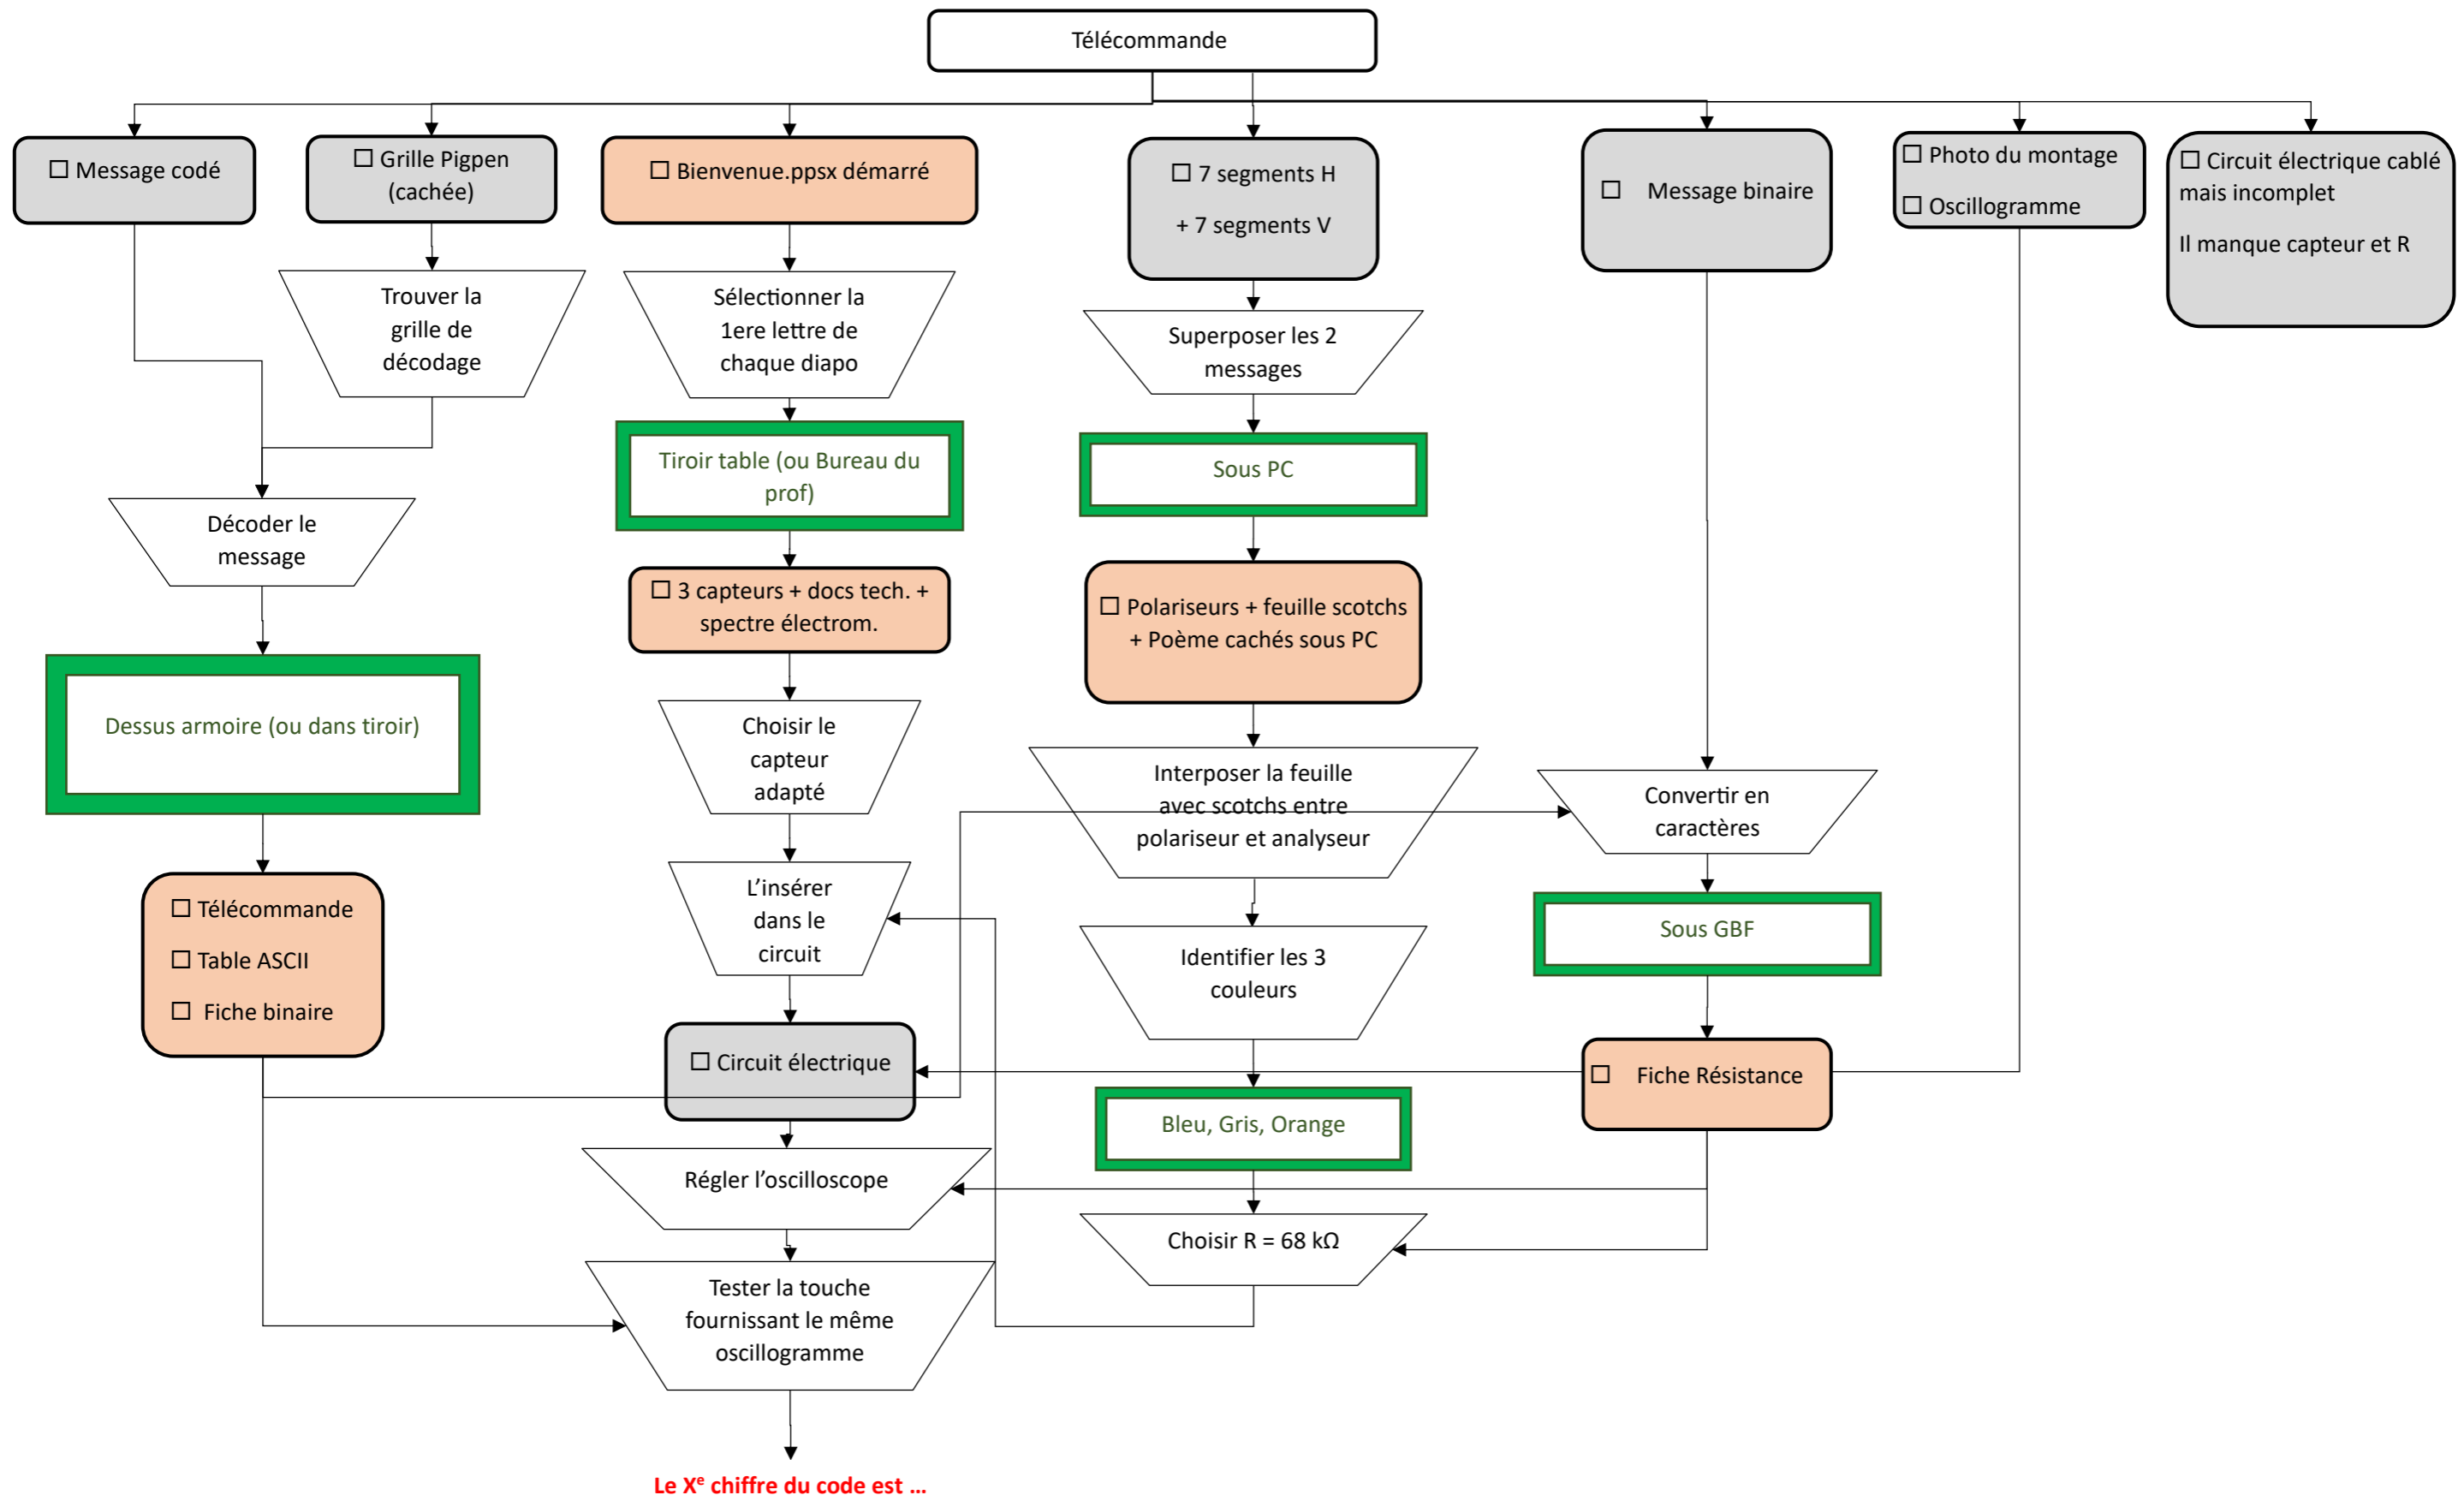 Télécommande
☐ Message codé
☐ Grille Pigpen
(cachée)
☐ Bienvenue.ppsx démarré
☐ 7 segments H
+ 7 segments V
☐ Message binaire
☐ Photo du montage
☐ Oscillogramme
☐ Circuit électrique cablé
mais incomplet
Il manque capteur et R
Trouver la
grille de
décodage
Sélectionner la
1ere lettre de
chaque diapo
Superposer les 2
messages
Tiroir table (ou Bureau du
prof)
Sous PC
Décoder le
message
☐ 3 capteurs + docs tech. +
spectre électrom.
☐ Polariseurs + feuille scotchs
+ Poème cachés sous PC
Dessus armoire (ou dans tiroir)
Choisir le
capteur
adapté
Interposer la feuille
avec scotchs entre
polariseur et analyseur
Convertir en
caractères
☐ Télécommande
☐ Table ASCII
☐ Fiche binaire
L’insérer
dans le
circuit
Identifier les 3
couleurs
Sous GBF
☐ Circuit électrique
☐ Fiche Résistance
Bleu, Gris, Orange
Régler l’oscilloscope
Choisir R = 68 kΩ
Tester la touche
fournissant le même
oscillogramme
Le Xᵉ chiffre du code est …